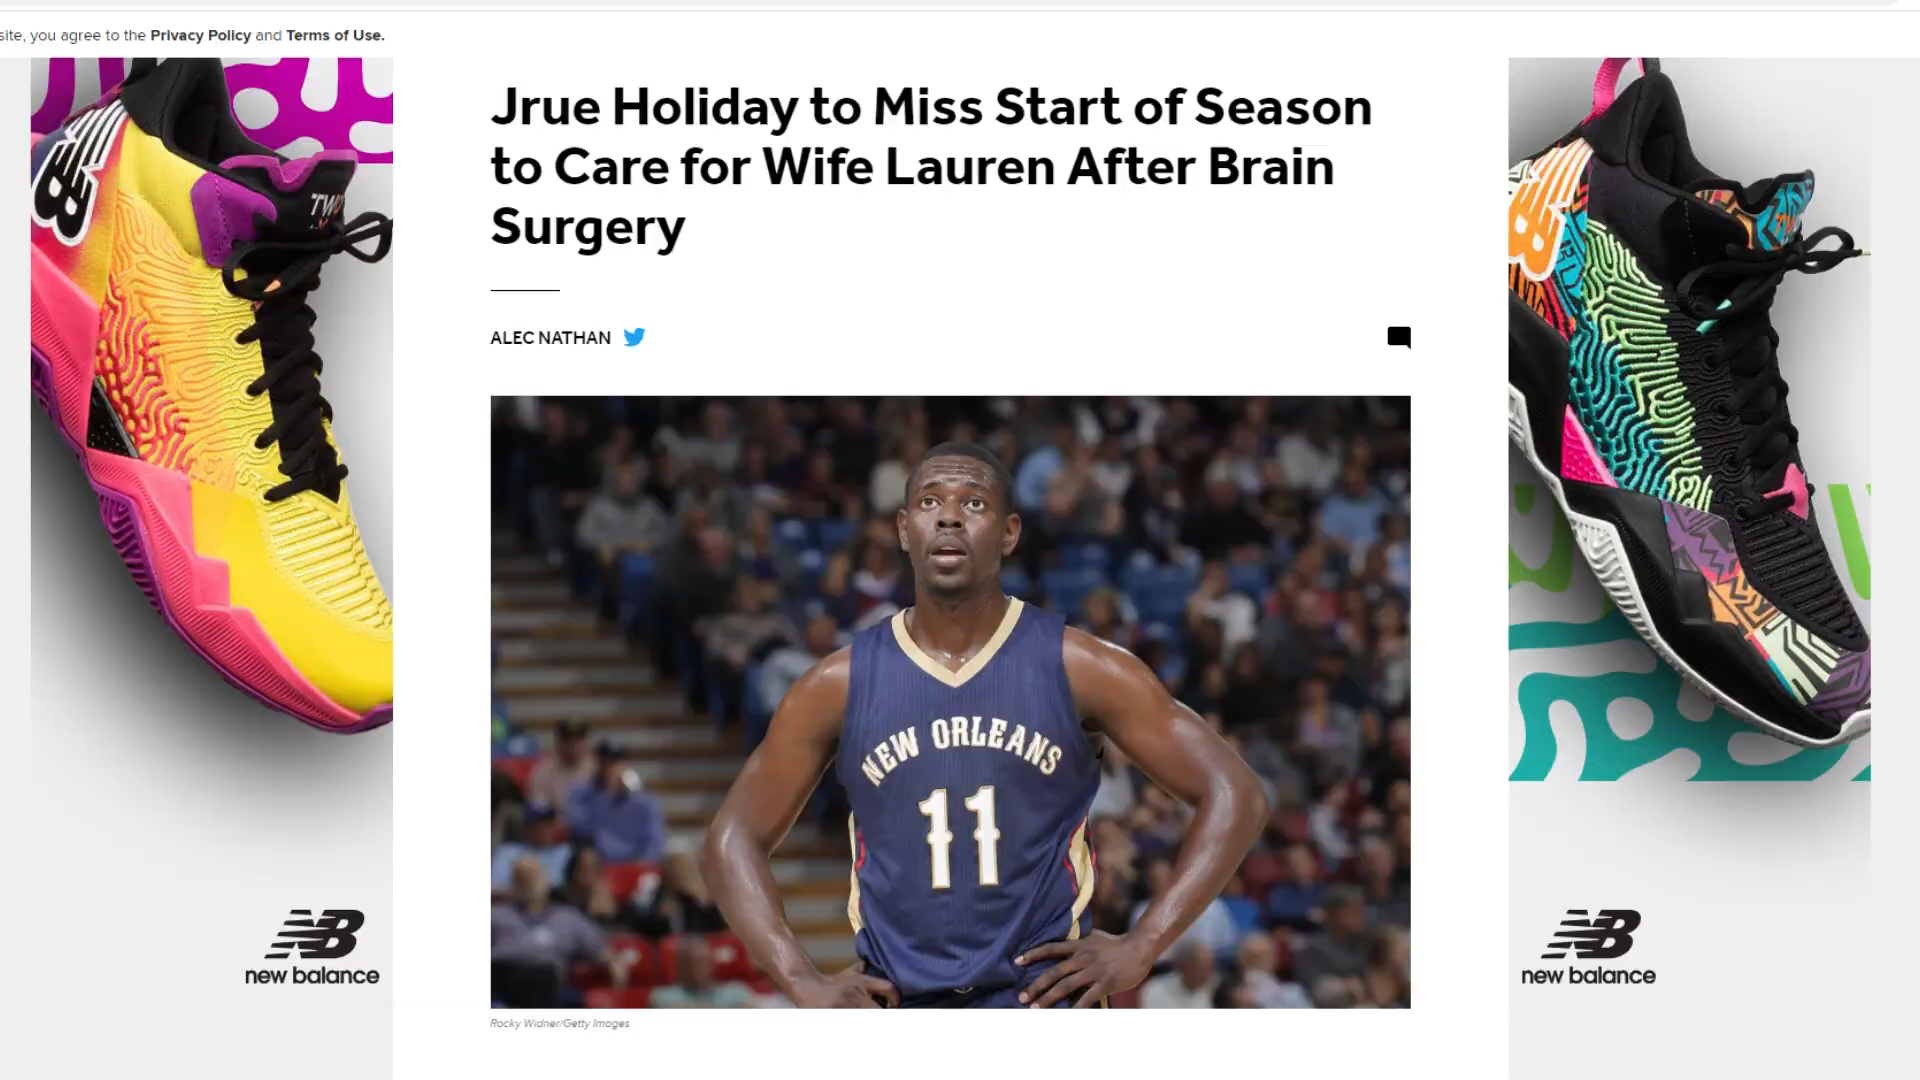 site, you agree to the Privacy Policy and Terms of Use.
Jrue Holiday to Miss Start of Season
to Care for Wife Lauren After Brain
Surgery
ALEC NATHAN
NEW ORLEANS
11
Rocky Widner/Getty Images
NB
new balance
NB
new balance